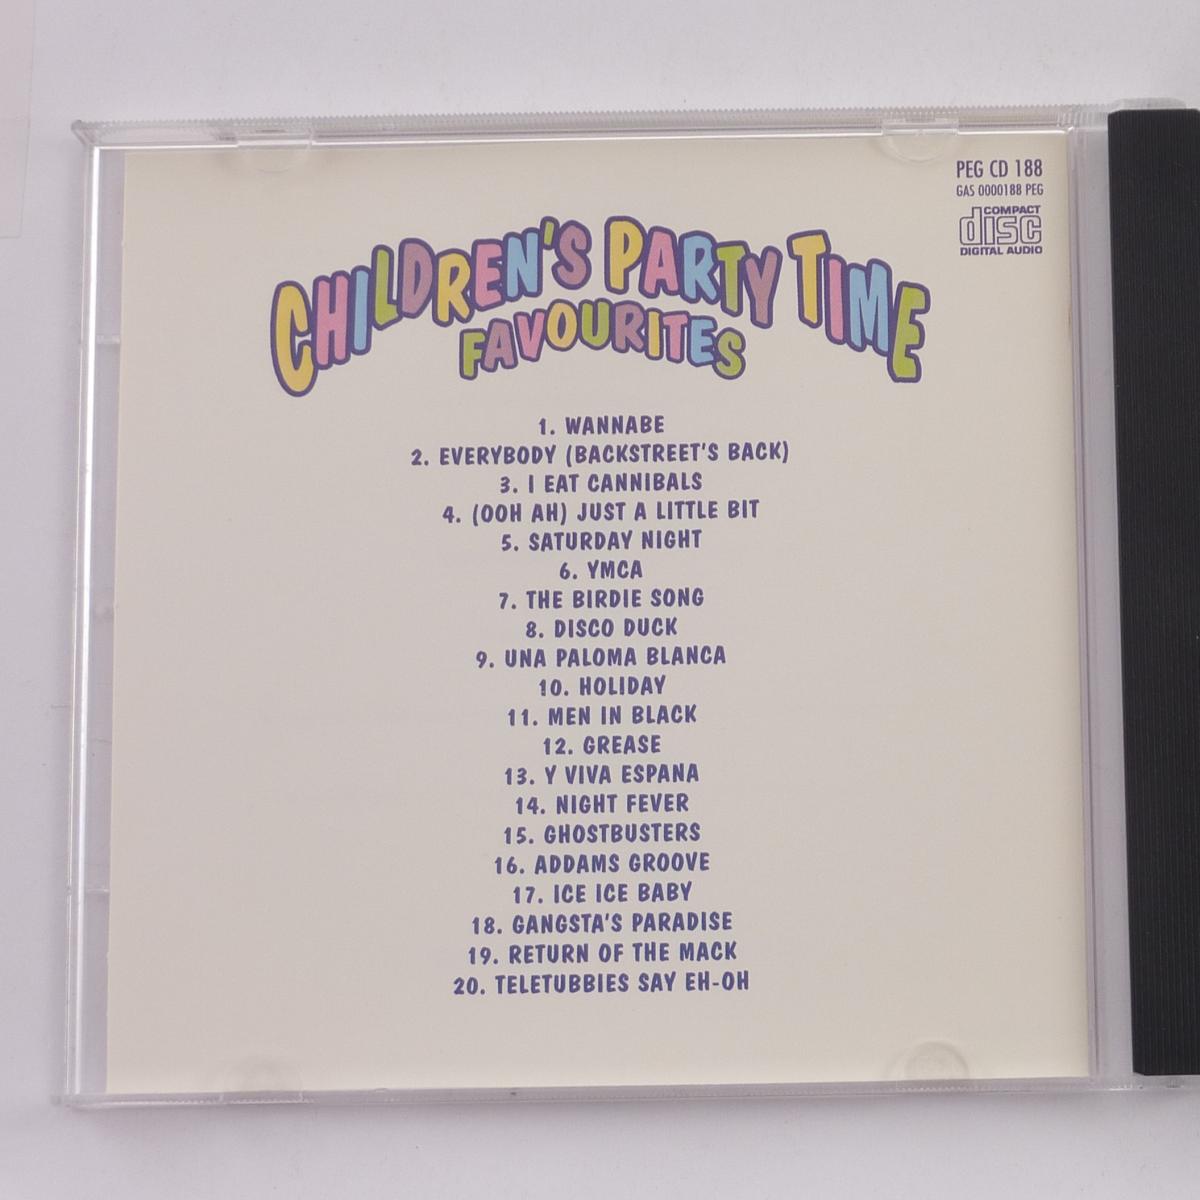 PEG CD 188
GAS 0000188 PEG
COMPACT
disc
DIGITAL AUDIO
CHILDREN'S PARTY TIME
FAVOURITES
1. WANNABE
2. EVERYBODY (BACKSTREET'S BACK)
3. I EAT CANNIBALS
4. (OOH AH) JUST A LITTLE BIT
5. SATURDAY NIGHT
6. YMCA
7. THE BIRDIE SONG
8. DISCO DUCK
9. UNA PALOMA BLANCA
10. HOLIDAY
11. MEN IN BLACK
12. GREASE
13. Y VIVA ESPANA
14. NIGHT FEVER
15. GHOSTBUSTERS
16. ADDAMS GROOVE
17. ICE ICE BABY
18. GANGSTA'S PARADISE
19. RETURN OF THE MACK
20. TELETUBBIES SAY EH-OH